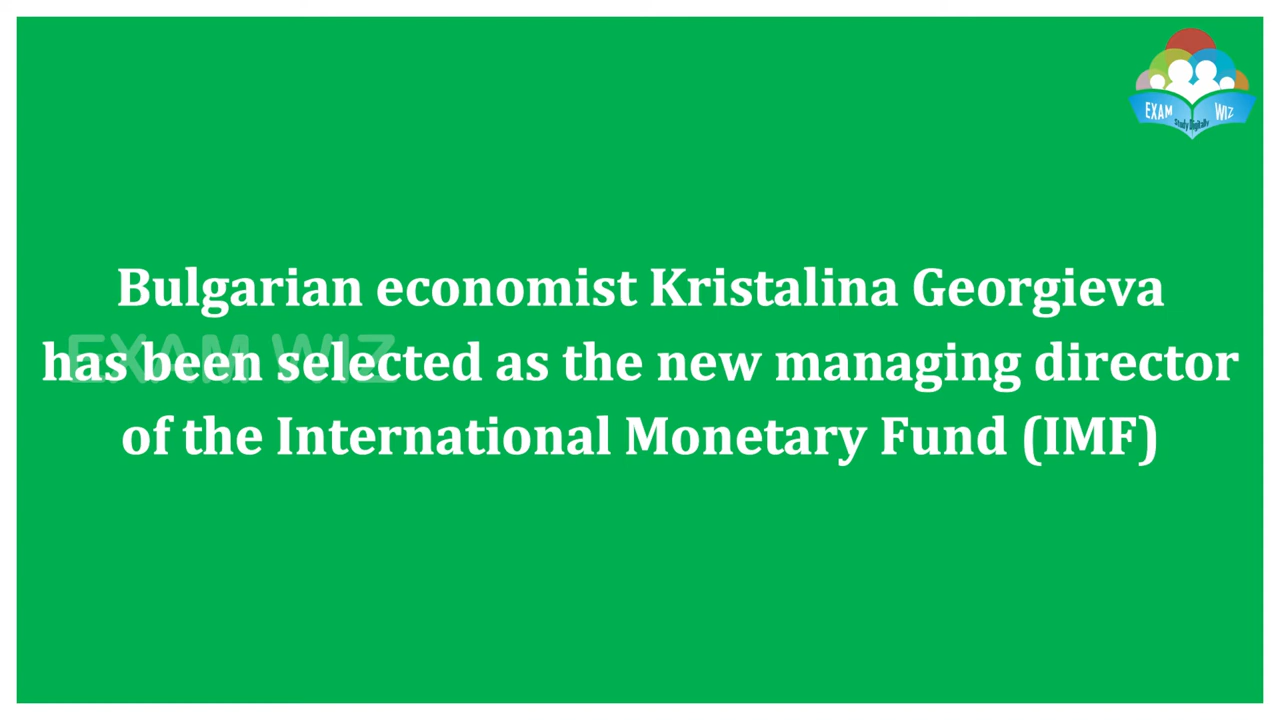 EXAM WIZ
Study Digitally
Bulgarian economist Kristalina Georgieva
EXAM WIZ
has been selected as the new managing director
of the International Monetary Fund (IMF)